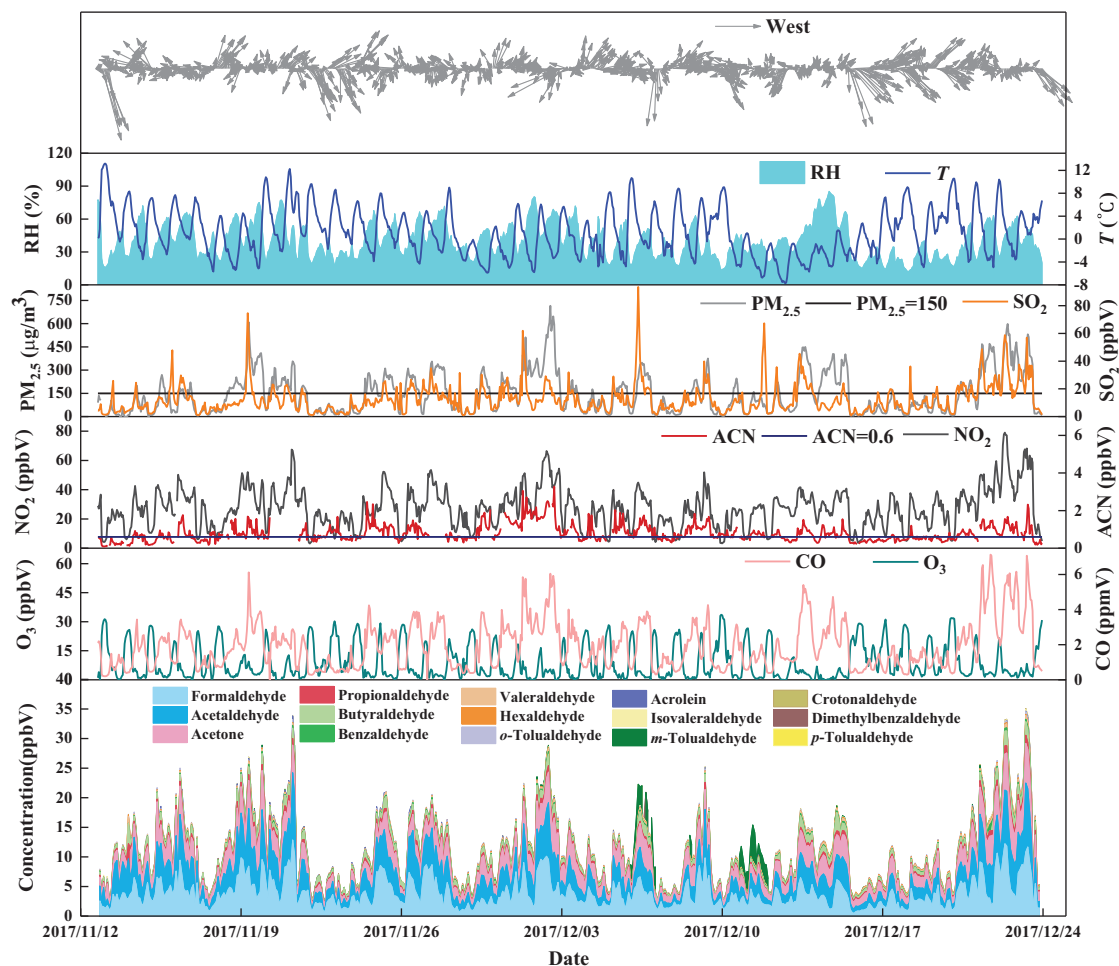 West
RH (%)
120
90
60
30
0
RH
T
12
8
4
0
-4
-8
T (°C)
PM2.5 (μg/m³)
750
600
450
300
150
0
PM2.5
PM2.5=150
SO2
80
60
40
20
0
SO2 (ppbV)
NO2 (ppbV)
80
60
40
20
0
ACN
ACN=0.6
NO2
6
4
2
0
ACN (ppbV)
O3 (ppbV)
60
45
30
15
CO
O3
6
4
2
0
CO (ppmV)
Concentration(ppbV)
40
35
30
25
20
15
10
5
0
Formaldehyde
Propionaldehyde
Valeraldehyde
Acrolein
Crotonaldehyde
Acetaldehyde
Butyraldehyde
Hexaldehyde
Isovaleraldehyde
Dimethylbenzaldehyde
Acetone
Benzaldehyde
o-Tolualdehyde
m-Tolualdehyde
p-Tolualdehyde
2017/11/12
2017/11/19
2017/11/26
2017/12/03
2017/12/10
2017/12/17
2017/12/24
Date